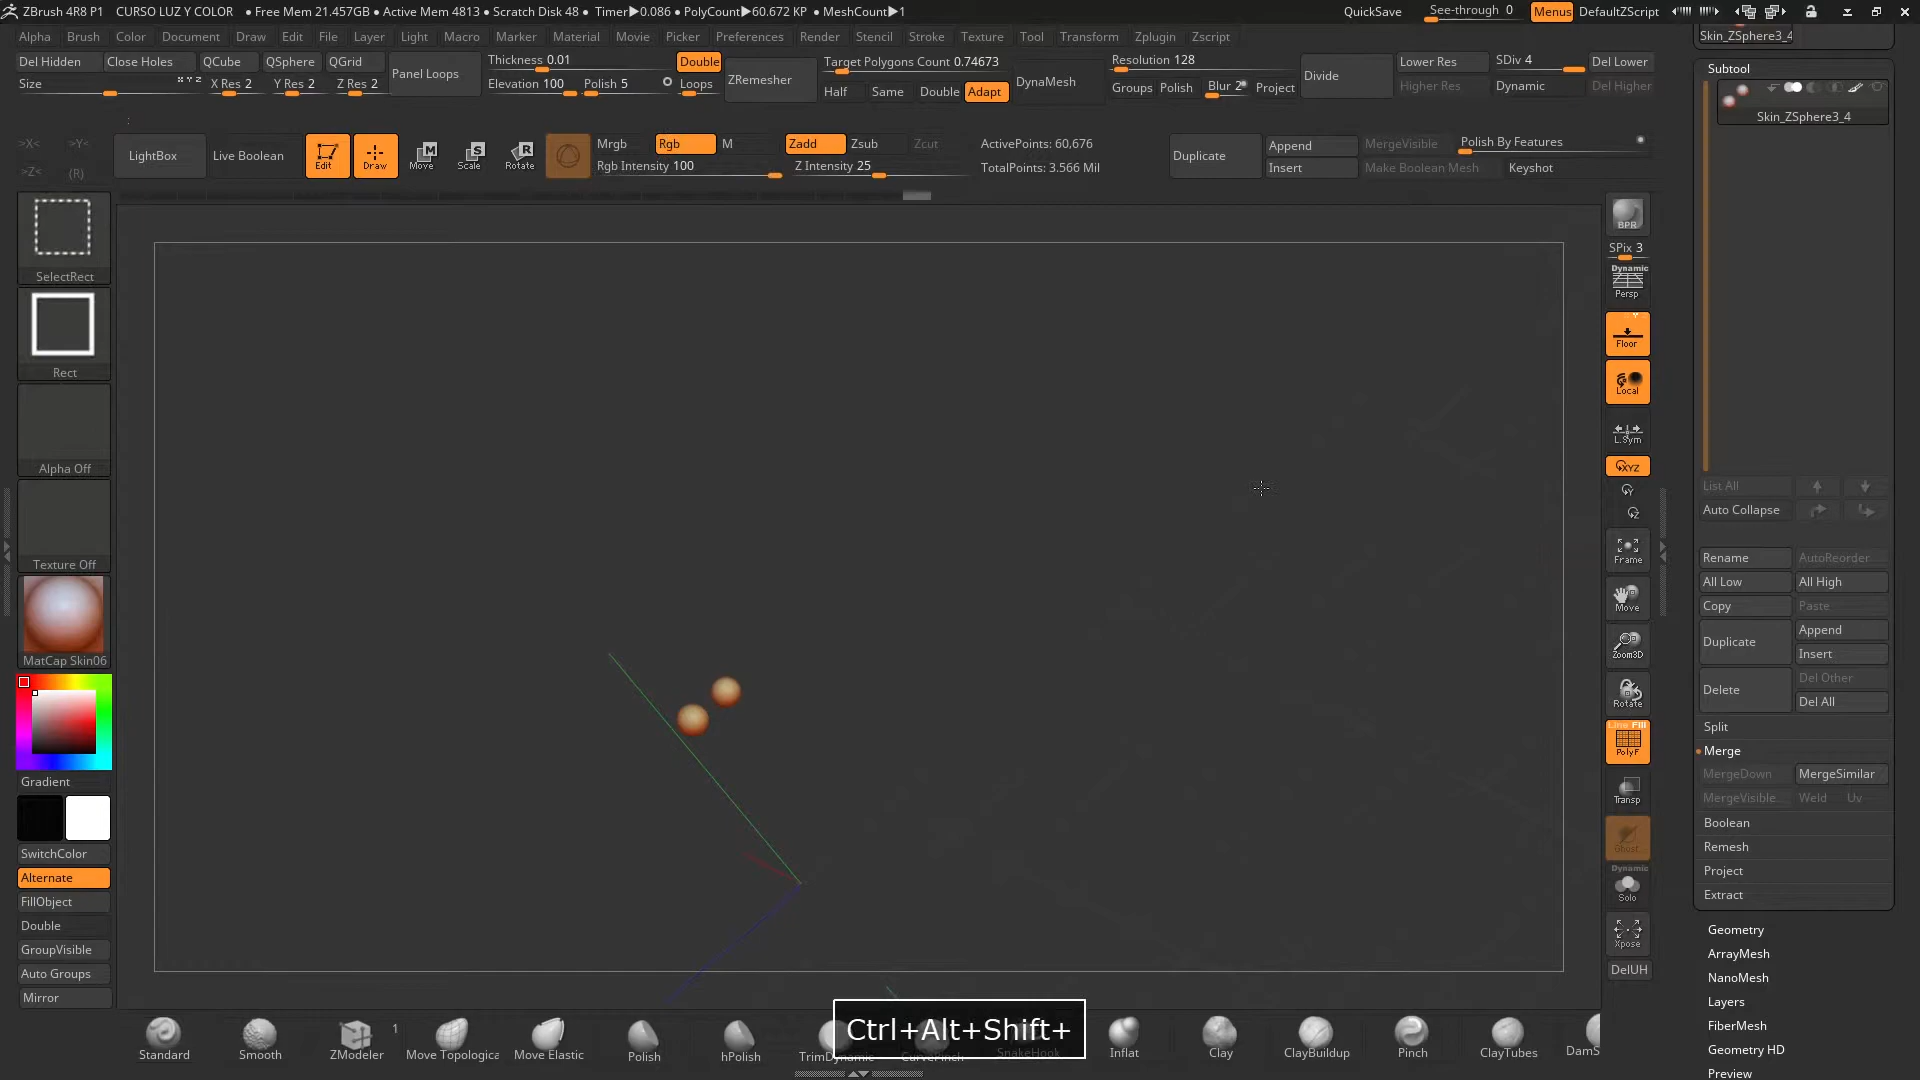 ZBrush 4R8 P1 CURSO LUZ Y COLOR ● Free Mem 21.457GB ● Active Mem 4813 ● Scratch Disk 48 ● Timer▶0.086 ● PolyCount▶60.672 KP ● MeshCount▶1 QuickSave See-through 0 Menus DefaultZScript
Alpha Brush Color Document Draw Edit File Layer Light Macro Marker Material Movie Picker Preferences Render Stencil Stroke Texture Tool Transform Zplugin Zscript Skin_ZSphere3_4
Del Hidden Close Holes QCube QSphere QGrid Panel Loops Thickness 0.01 Double ZRemesher Target Polygons Count 0.74673 DynaMesh Resolution 128 Divide Lower Res SDiv 4 Del Lower
Size X Res 2 Y Res 2 Z Res 2 Elevation 100 Polish 5 Loops Half Same Double Adapt Groups Polish Blur 2 Project Higher Res Dynamic Del Higher
>X< >Y<
>Z< (R)
LightBox Live Boolean Edit Draw Move Scale Rotate
Mrgb Rgb M Zadd Zsub Zcut ActivePoints: 60,676
Rgb Intensity 100 Z Intensity 25 TotalPoints: 3.566 Mil
Duplicate Append MergeVisible Polish By Features
Insert Make Boolean Mesh Keyshot
SelectRect
Rect
Alpha Off
Texture Off
MatCap Skin06
Gradient
SwitchColor
Alternate
FillObject
Double
GroupVisible
Auto Groups
Mirror
BPR
SPix 3
Dynamic
Persp
Floor
Local
L.Sym
XYZ
Y
Z
Frame
Move
Zoom3D
Rotate
Line Fill
PolyF
Transp
Ghost
Dynamic
Solo
Xpose
DelUH
Subtool
Skin_ZSphere3_4
List All
Auto Collapse
Rename AutoReorder
All Low All High
Copy Paste
Duplicate Append
Insert
Delete Del Other
Del All
Split
Merge
MergeDown MergeSimilar
MergeVisible Weld Uv
Boolean
Remesh
Project
Extract
Geometry
ArrayMesh
NanoMesh
Layers
FiberMesh
Geometry HD
Preview
Ctrl+Alt+Shift+
1
Standard Smooth ZModeler Move Topologica Move Elastic Polish hPolish TrimDynamic CurvePinch SnakeHook Inflat Clay ClayBuildup Pinch ClayTubes DamS